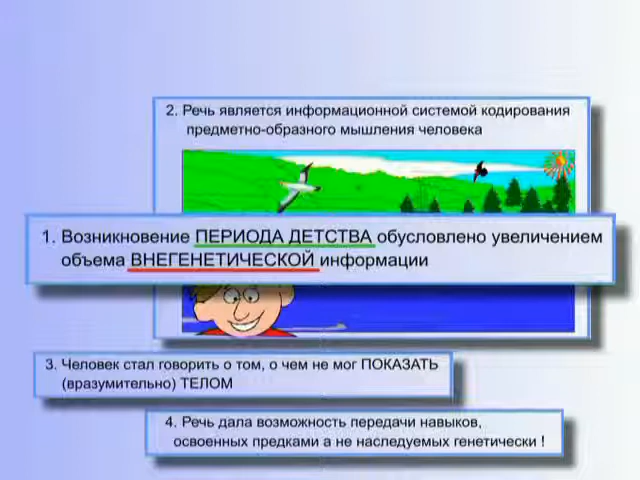 2. Речь является информационной системой кодирования
предметно-образного мышления человека
1. Возникновение ПЕРИОДА ДЕТСТВА обусловлено увеличением
объема ВНЕГЕНЕТИЧЕСКОЙ информации
3. Человек стал говорить о том, о чем не мог ПОКАЗАТЬ
(вразумительно) ТЕЛОМ
4. Речь дала возможность передачи навыков,
освоенных предками а не наследуемых генетически !